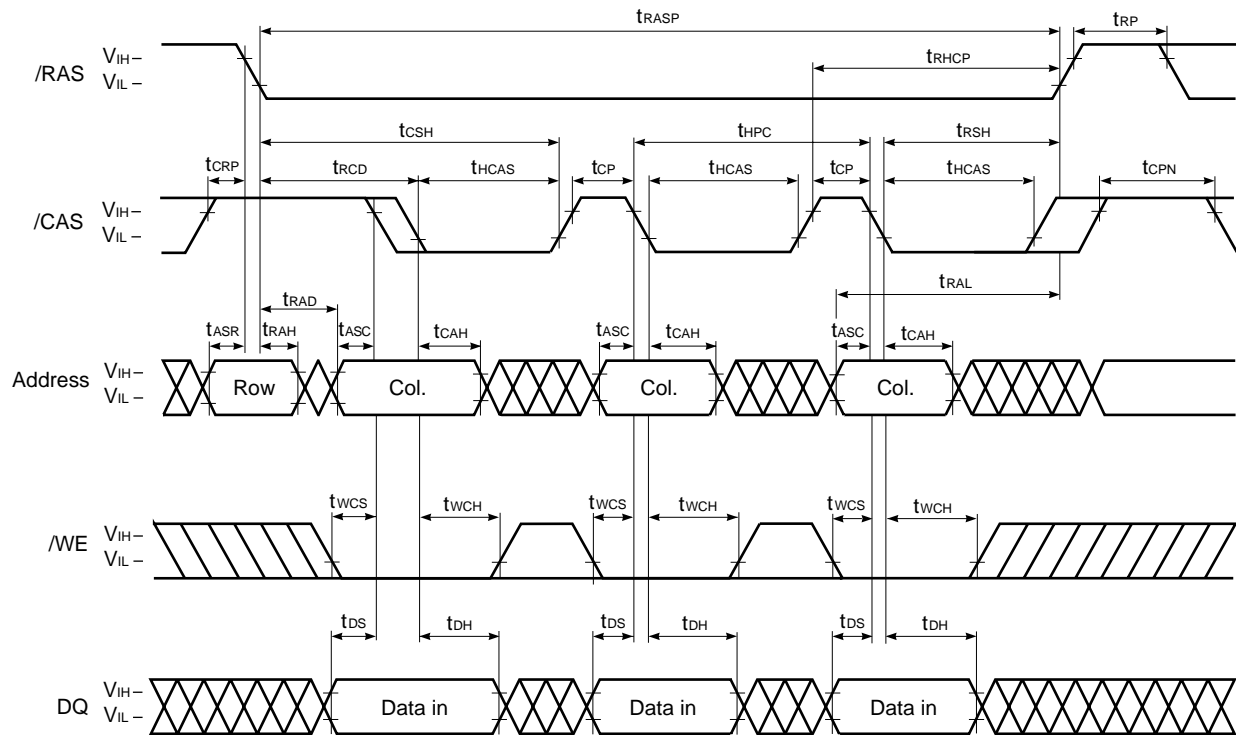 tRASP
tRP
VIH –
/RAS
VIL –
tRHCP
tCSH
tHPC
tRSH
tCRP
tRCD
tHCAS
tCP
tHCAS
tCP
tHCAS
tCPN
VIH –
/CAS
VIL –
tRAD
tRAL
tASR
tRAH
tASC
tCAH
tASC
tCAH
tASC
tCAH
VIH –
Address
Row
Col.
Col.
Col.
VIL –
tWCS
tWCH
tWCS
tWCH
tWCS
tWCH
VIH –
/WE
VIL –
tDS
tDH
tDS
tDH
tDS
tDH
VIH –
DQ
Data in
Data in
Data in
VIL –